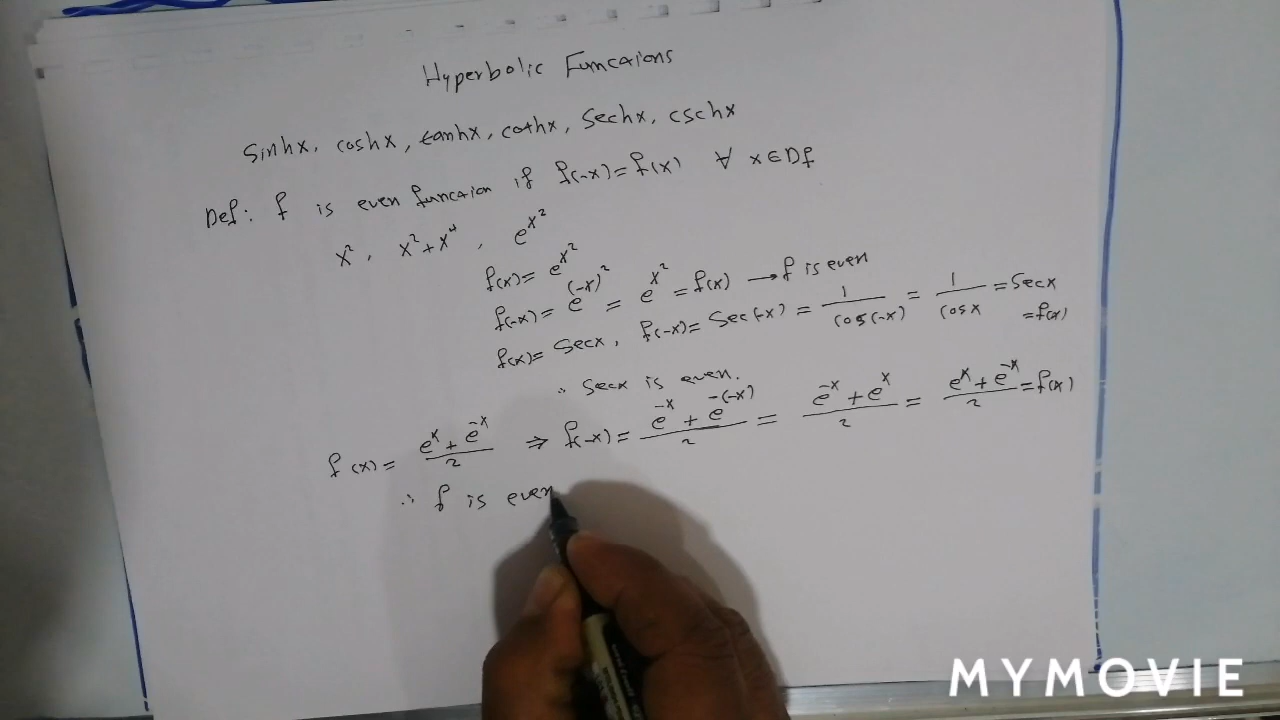 Hyperbolic Funcaions
sinhx, coshx, tanhx, cothx, Sechx, cschx
Def: f is even funcaion if f(-x)=f(x) ∀ x∈Df
x², x²+x⁴, e^x²
f(x)= e^x²
f(-x)= e^(-x)² = e^x² = f(x) → f is even
f(x)= Secx, f(-x)= Sec(-x) = 1/cos(-x) = 1/cosx = Secx
=f(x)
∴ Secx is even.
f(x)= (e^x + e^-x)/2 ⇒ f(-x)= (e^-x + e^-(-x))/2 = (e^-x + e^x)/2 = (e^x + e^-x)/2 = f(x)
∴ f is even
MYMOVIE